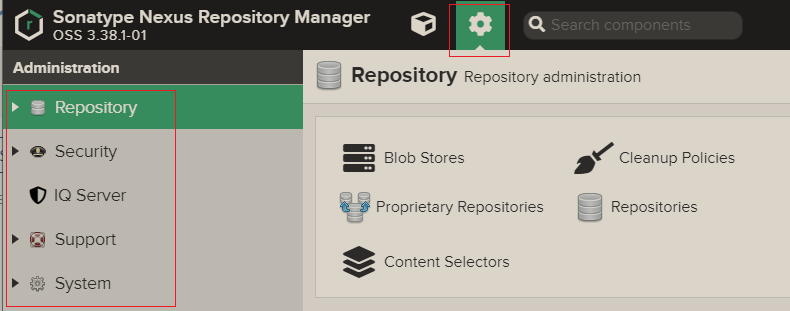 Sonatype Nexus Repository Manager
OSS 3.38.1-01
Search components
Administration
Repository
Security
IQ Server
Support
System
Repository Repository administration
Blob Stores
Cleanup Policies
Proprietary Repositories
Repositories
Content Selectors